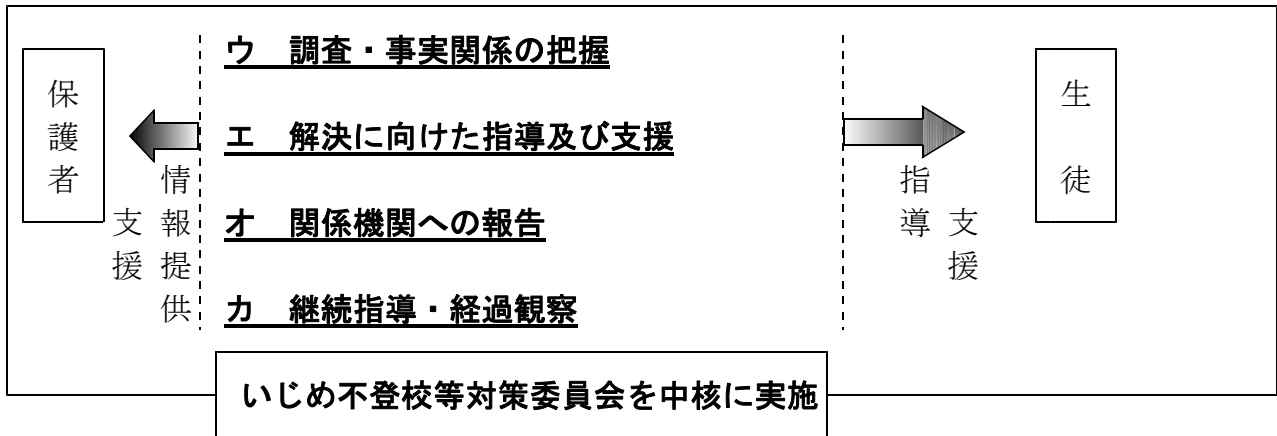 保護者
情報提供
支援
ウ　調査・事実関係の把握
エ　解決に向けた指導及び支援
オ　関係機関への報告
カ　継続指導・経過観察
指導
支援
生徒
いじめ不登校等対策委員会を中核に実施